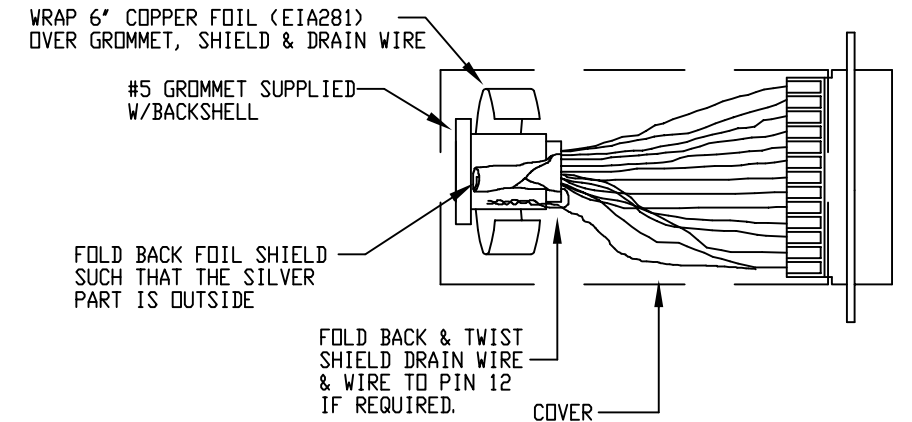 WRAP 6" COPPER FOIL (EIA281)
OVER GROMMET, SHIELD & DRAIN WIRE
#5 GROMMET SUPPLIED
W/BACKSHELL
FOLD BACK FOIL SHIELD
SUCH THAT THE SILVER
PART IS OUTSIDE
FOLD BACK & TWIST
SHIELD DRAIN WIRE
& WIRE TO PIN 12
IF REQUIRED.
COVER